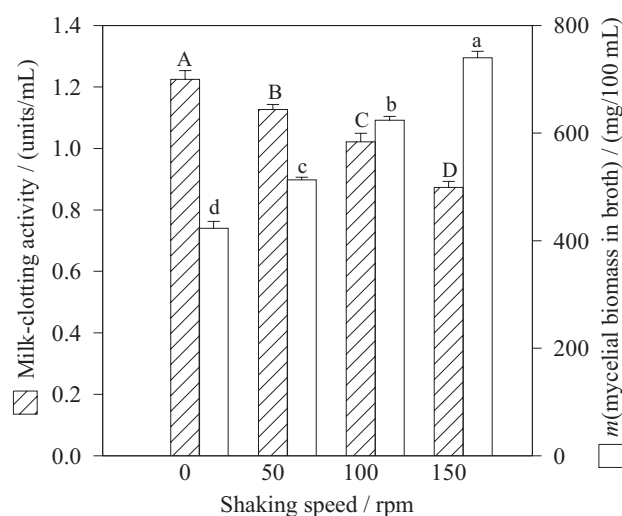 Milk-clotting activity / (units/mL)
1.4
1.2
1.0
0.8
0.6
0.4
0.2
0.0
A
d
B
c
C
b
D
a
800
600
400
200
0
m(mycelial biomass in broth) / (mg/100 mL)
0 50 100 150
Shaking speed / rpm